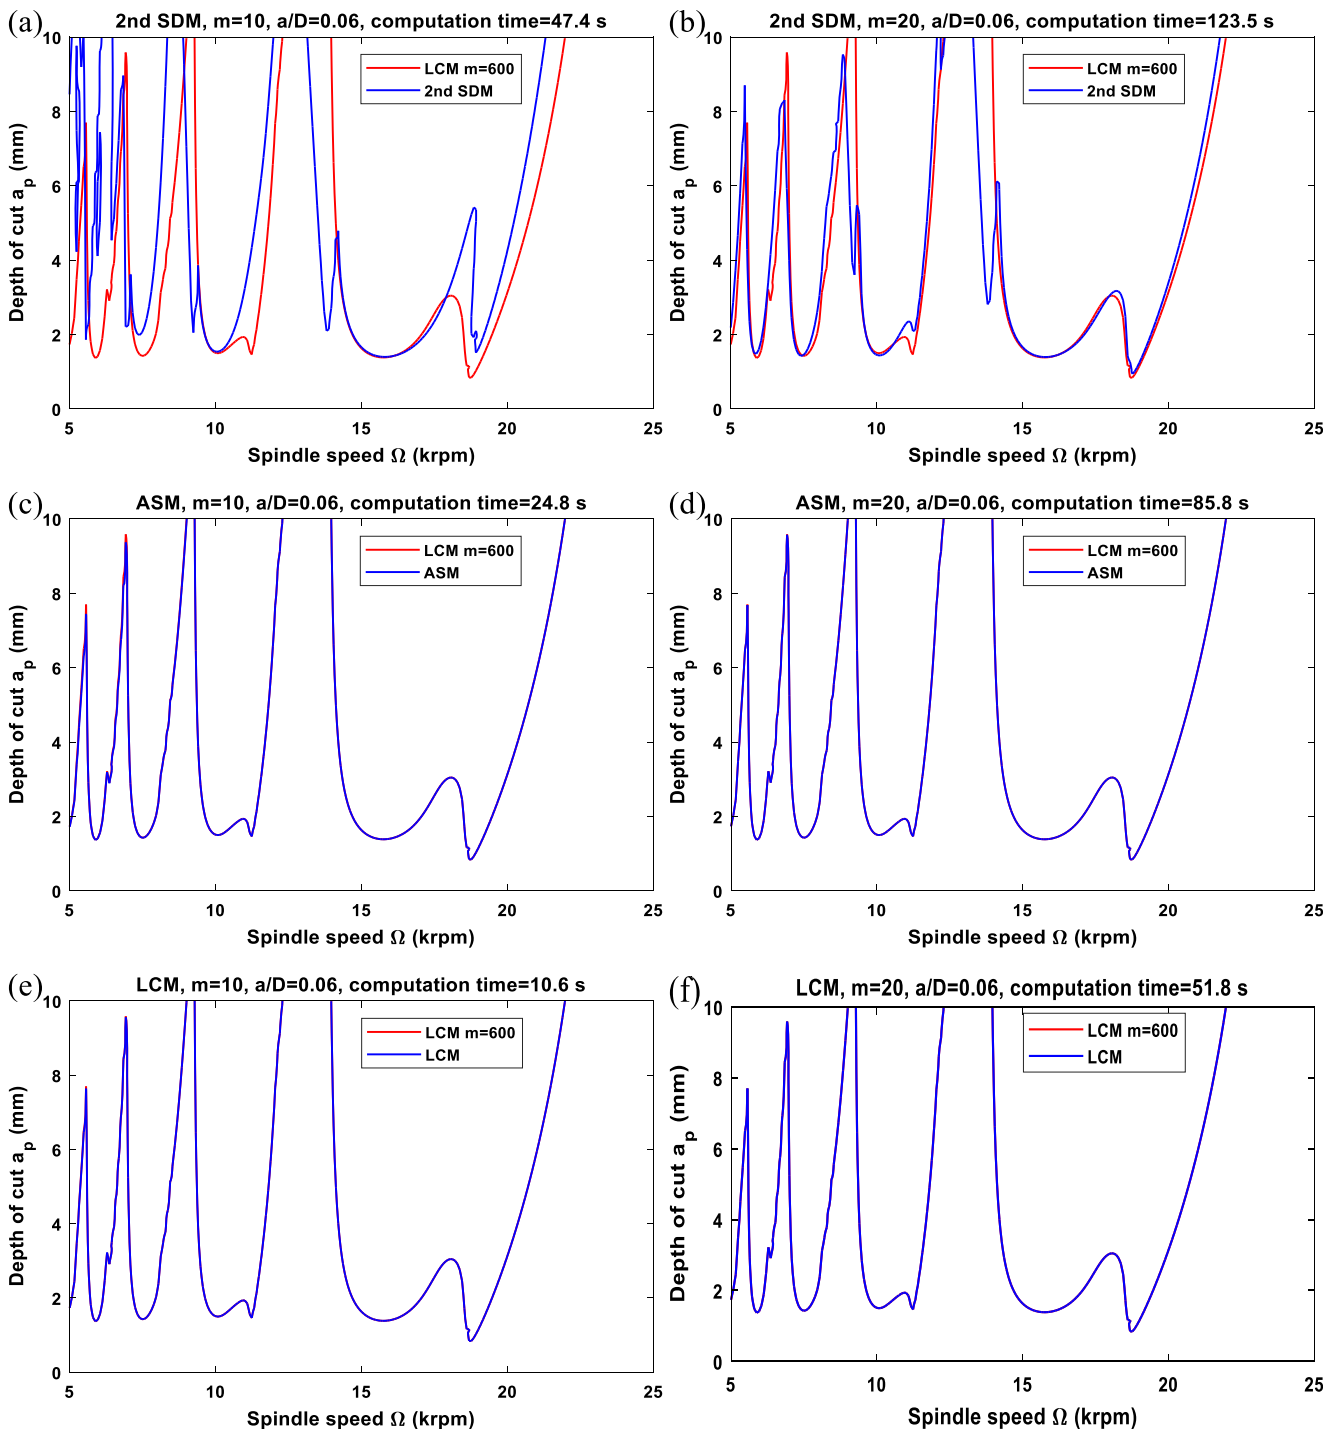 (a)
2nd SDM, m=10, a/D=0.06, computation time=47.4 s
10
8
6
4
2
0
Depth of cut a_p (mm)
LCM m=600
2nd SDM
5 10 15 20 25
Spindle speed Ω (krpm)
(b)
2nd SDM, m=20, a/D=0.06, computation time=123.5 s
10
8
6
4
2
0
Depth of cut a_p (mm)
LCM m=600
2nd SDM
5 10 15 20 25
Spindle speed Ω (krpm)
(c)
ASM, m=10, a/D=0.06, computation time=24.8 s
10
8
6
4
2
0
Depth of cut a_p (mm)
LCM m=600
ASM
5 10 15 20 25
Spindle speed Ω (krpm)
(d)
ASM, m=20, a/D=0.06, computation time=85.8 s
10
8
6
4
2
0
Depth of cut a_p (mm)
LCM m=600
ASM
5 10 15 20 25
Spindle speed Ω (krpm)
(e)
LCM, m=10, a/D=0.06, computation time=10.6 s
10
8
6
4
2
0
Depth of cut a_p (mm)
LCM m=600
LCM
5 10 15 20 25
Spindle speed Ω (krpm)
(f)
LCM, m=20, a/D=0.06, computation time=51.8 s
10
8
6
4
2
0
Depth of cut a_p (mm)
LCM m=600
LCM
5 10 15 20 25
Spindle speed Ω (krpm)